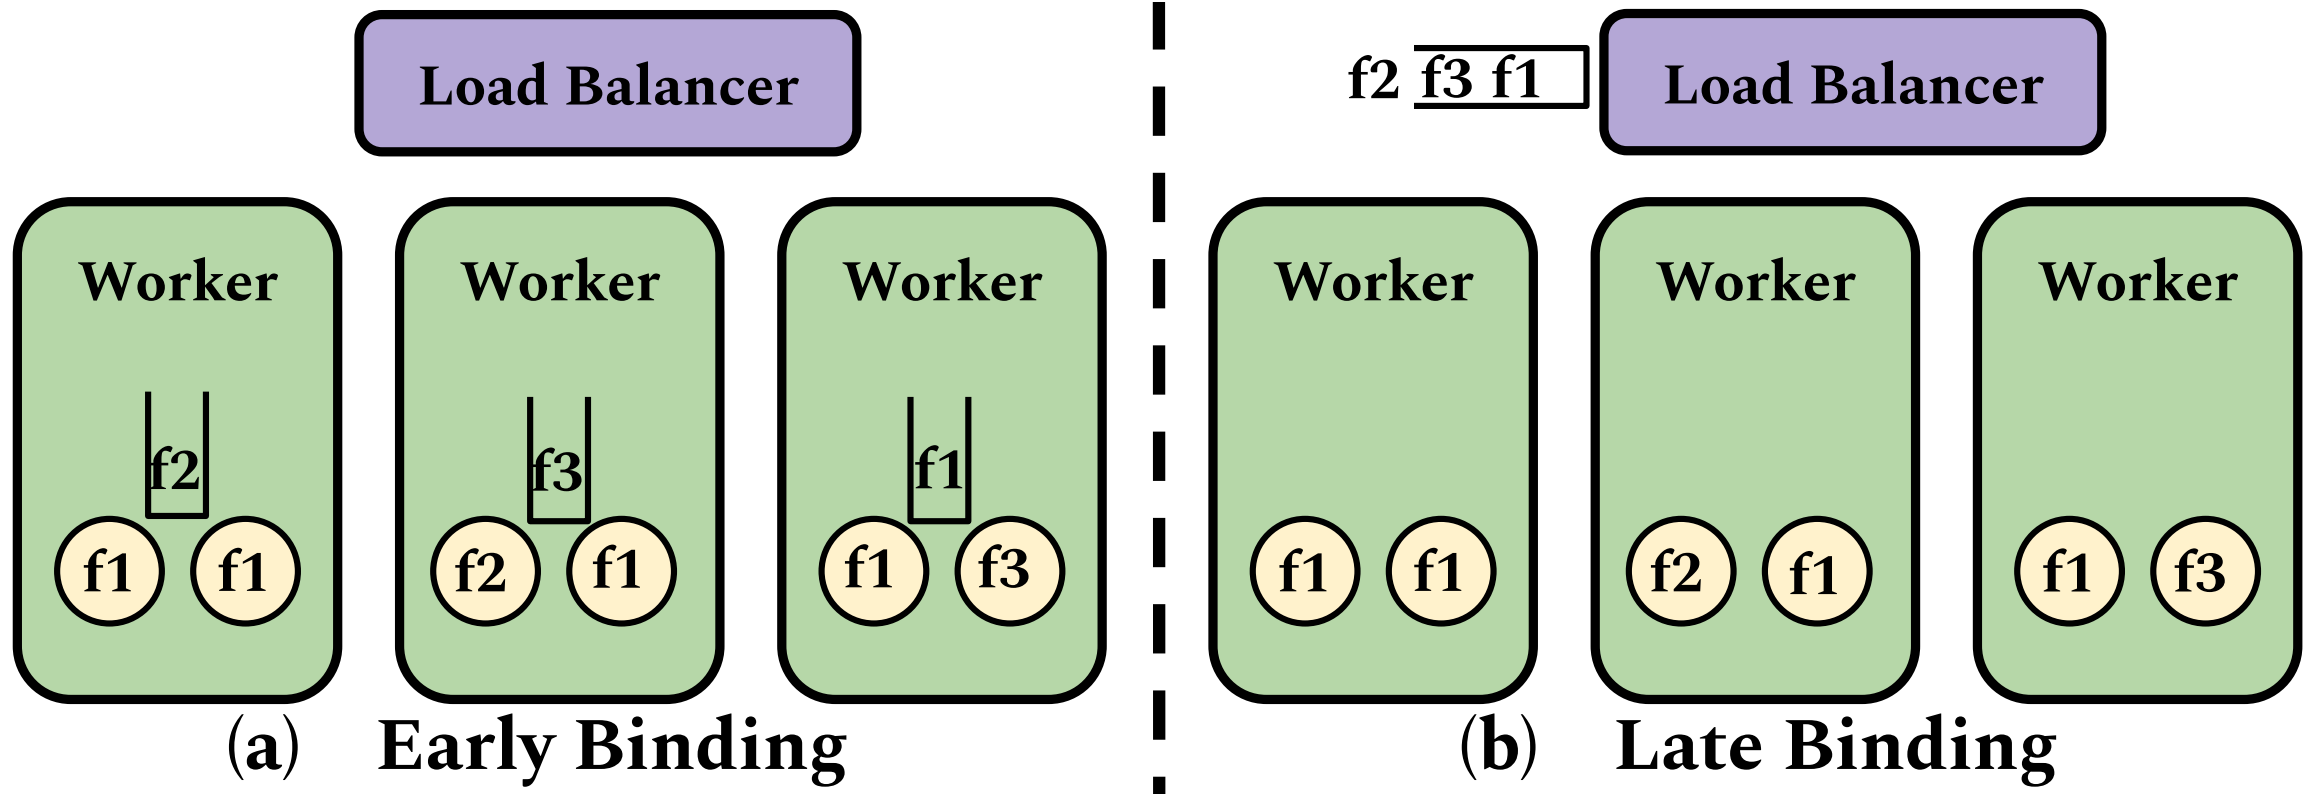 Load Balancer
Worker
Worker
Worker
f2
f3
f1
f1 f1
f2 f1
f1 f3
(a) Early Binding
f2 f3 f1
Load Balancer
Worker
Worker
Worker
f1 f1
f2 f1
f1 f3
(b) Late Binding